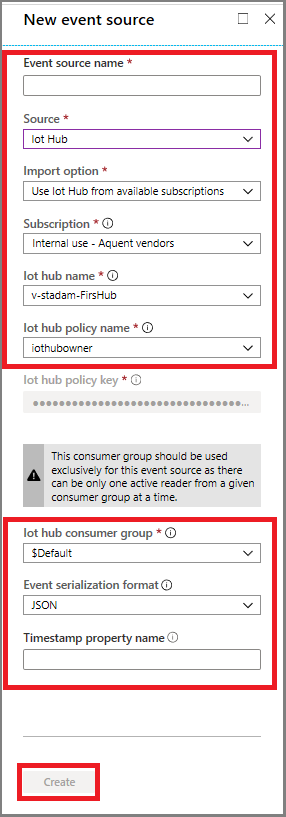 New event source
Event source name *
Source *
Iot Hub
Import option *
Use Iot Hub from available subscriptions
Subscription *
Internal use - Aquent vendors
Iot hub name *
v-stadam-FirsHub
Iot hub policy name *
iothubowner
Iot hub policy key *
●●●●●●●●●●●●●●●●●●●●●●●●●●●●●●●●...
This consumer group should be used
exclusively for this event source as there
can be only one active reader from a given
consumer group at a time.
Iot hub consumer group *
$Default
Event serialization format
JSON
Timestamp property name
Create